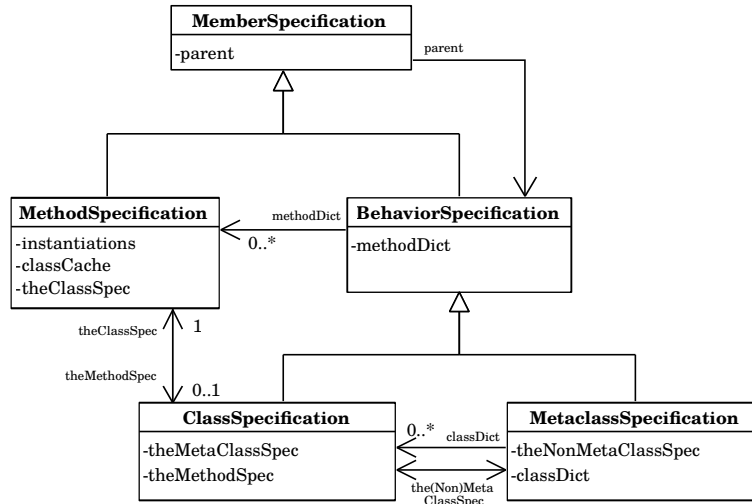 MemberSpecification
-parent
parent
MethodSpecification
-instantiations
-classCache
-theClassSpec
methodDict
0..*
BehaviorSpecification
-methodDict
theClassSpec
1
theMethodSpec
0..1
ClassSpecification
-theMetaClassSpec
-theMethodSpec
0..*
classDict
the(Non)Meta
ClassSpec
MetaclassSpecification
-theNonMetaClassSpec
-classDict